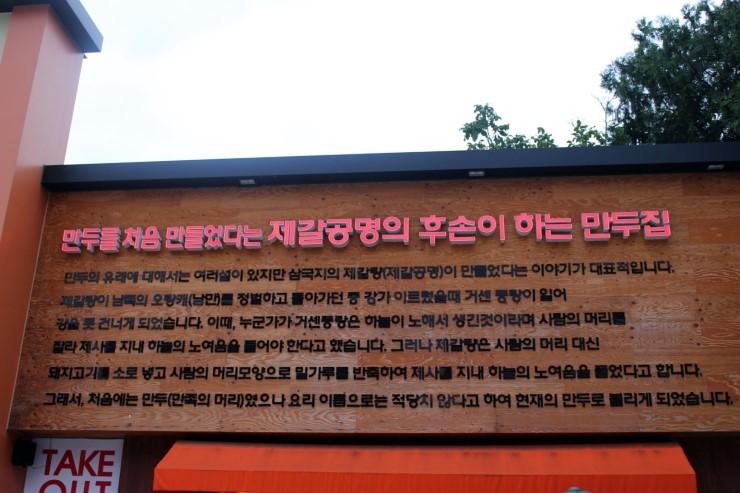 만두를 처음 만들었다는 제갈공명의 후손이 하는 만두집
만두의 유래에 대해서는 여러설이 있지만 삼국지의 제갈량(제갈공명)이 만들었다는 이야기가 대표적입니다.
제갈량이 남쪽의 오랑캐(남만)를 정벌하고 돌아가던 중 강가 이르렀을때 거센 풍랑이 일어
강을 못 건너게 되었습니다. 이때, 누군가가 거센풍랑은 하늘이 노해서 생긴것이라며 사람의 머리를
잘라 제사를 지내 하늘의 노여움을 풀어야 한다고 했습니다. 그러나 제갈량은 사람의 머리 대신
돼지고기를 소로 넣고 사람의 머리모양으로 밀가루를 반죽하여 제사를 지내 하늘의 노여움을 풀었다고 합니다.
그래서, 처음에는 만두(만족의 머리)였으나 요리 이름으로는 적당치 않다고 하여 현재의 만두로 불리게 되었습니다.
TAKE
OUT